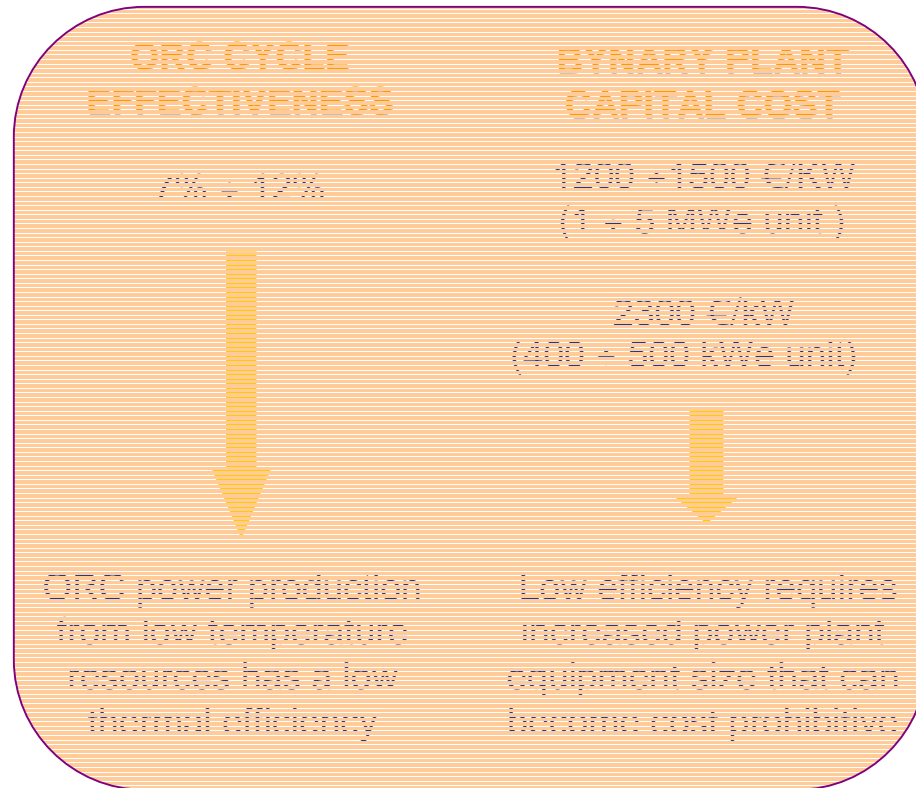 ORC CYCLE
EFFECTIVENESS
7% ÷ 12%
ORC power production
from low temperature
resources has a low
thermal efficiency
BYNARY PLANT
CAPITAL COST
1200 ÷1500 €/KW
(1 ÷ 5 MWe unit )
2300 €/kW
(400 ÷ 500 kWe unit)
Low efficiency requires
increased power plant
equipment size that can
become cost prohibitive